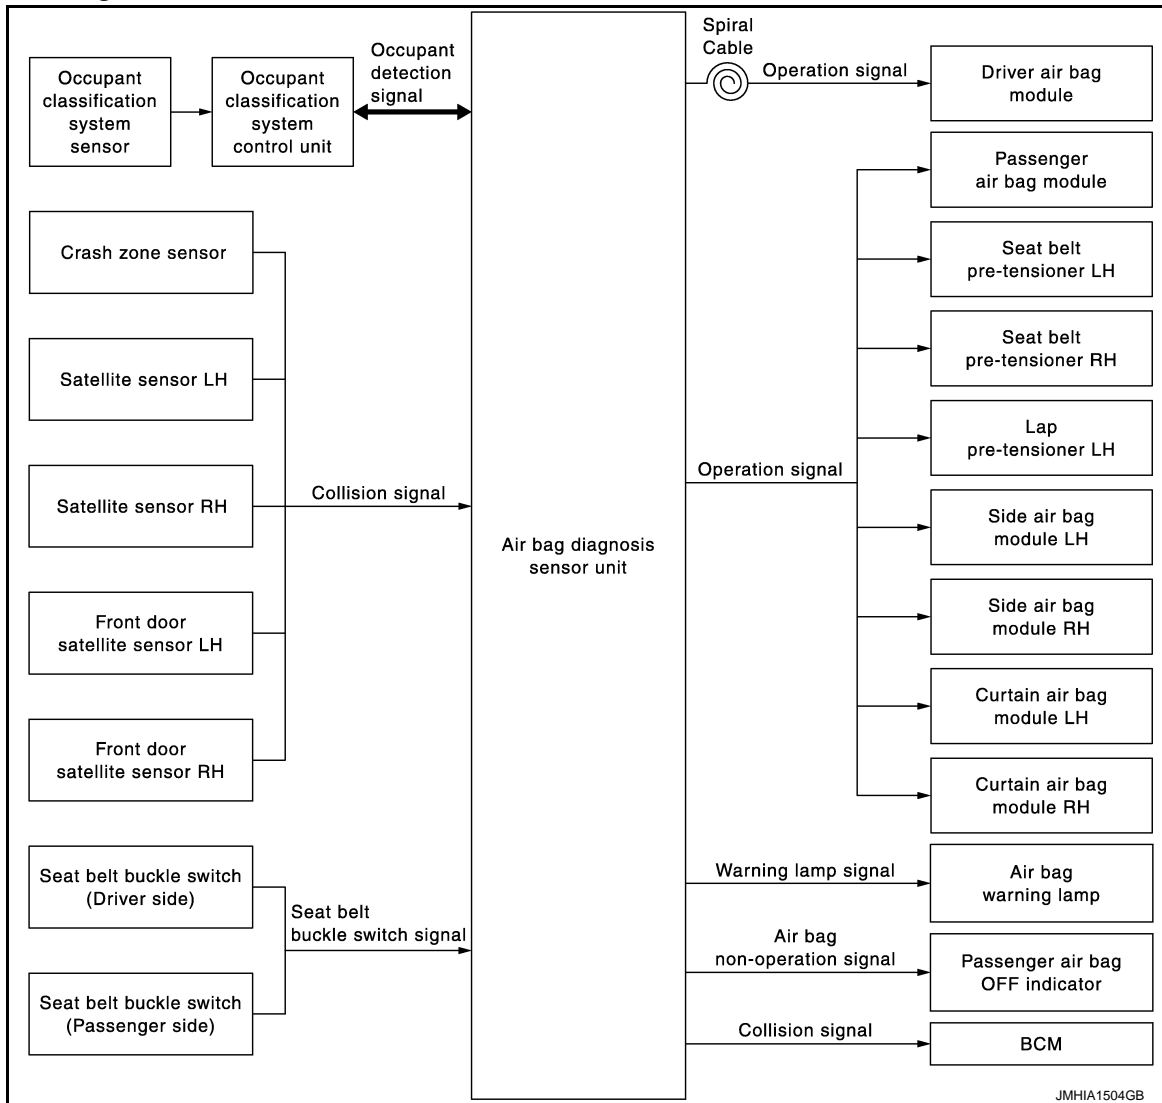 Occupant
classification
system
sensor
Occupant
classification
system
control unit
Occupant
detection
signal
Crash zone sensor
Satellite sensor LH
Satellite sensor RH
Front door
satellite sensor LH
Front door
satellite sensor RH
Collision signal
Seat belt buckle switch
(Driver side)
Seat belt buckle switch
(Passenger side)
Seat belt
buckle switch signal
Air bag diagnosis
sensor unit
Spiral
Cable
Operation signal
Driver air bag
module
Operation signal
Passenger
air bag module
Seat belt
pre-tensioner LH
Seat belt
pre-tensioner RH
Lap
pre-tensioner LH
Side air bag
module LH
Side air bag
module RH
Curtain air bag
module LH
Curtain air bag
module RH
Warning lamp signal
Air bag
warning lamp
Air bag
non-operation signal
Passenger air bag
OFF indicator
Collision signal
BCM
JMHIA1504GB